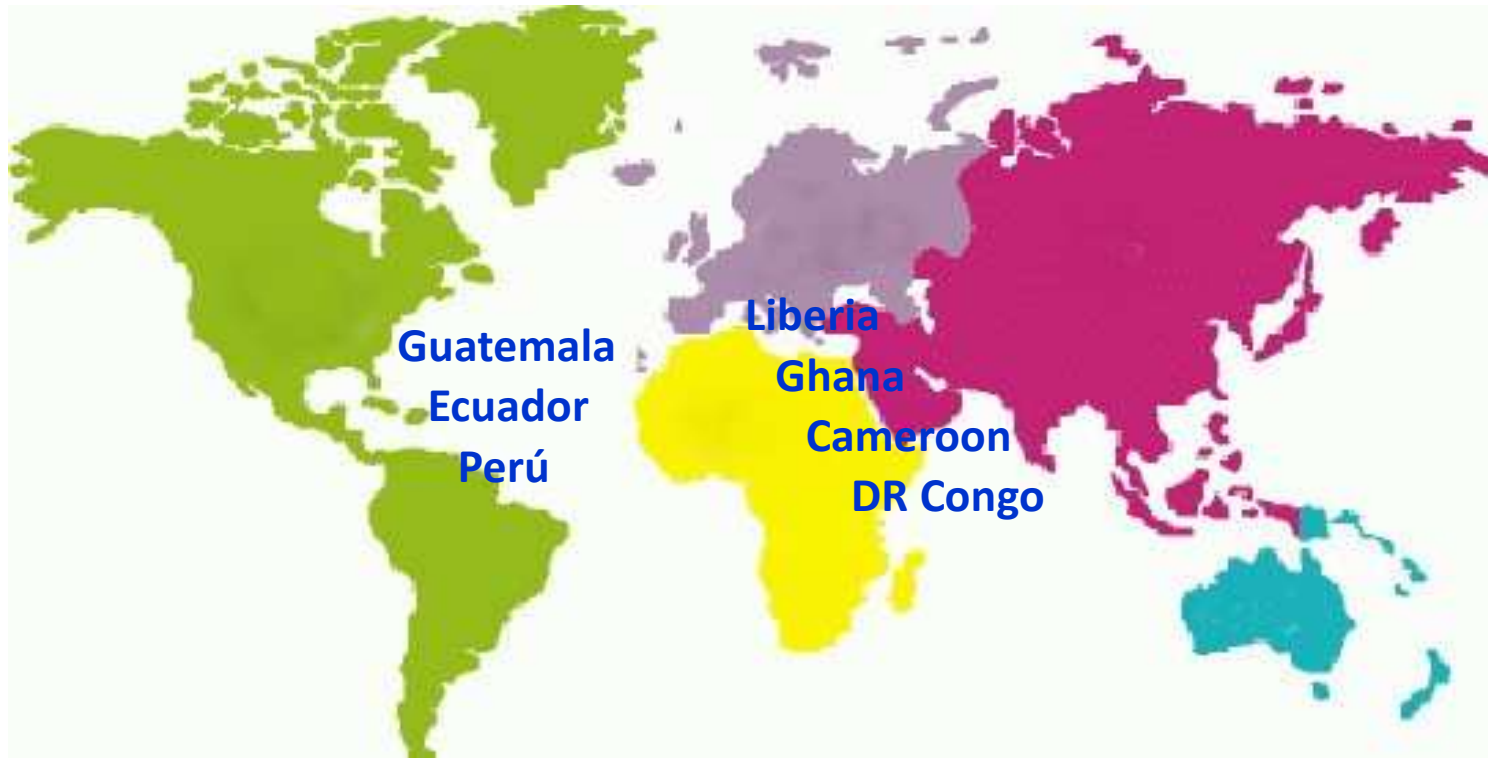 Guatemala
Ecuador
Perú
Liberia
Ghana
Cameroon
DR Congo